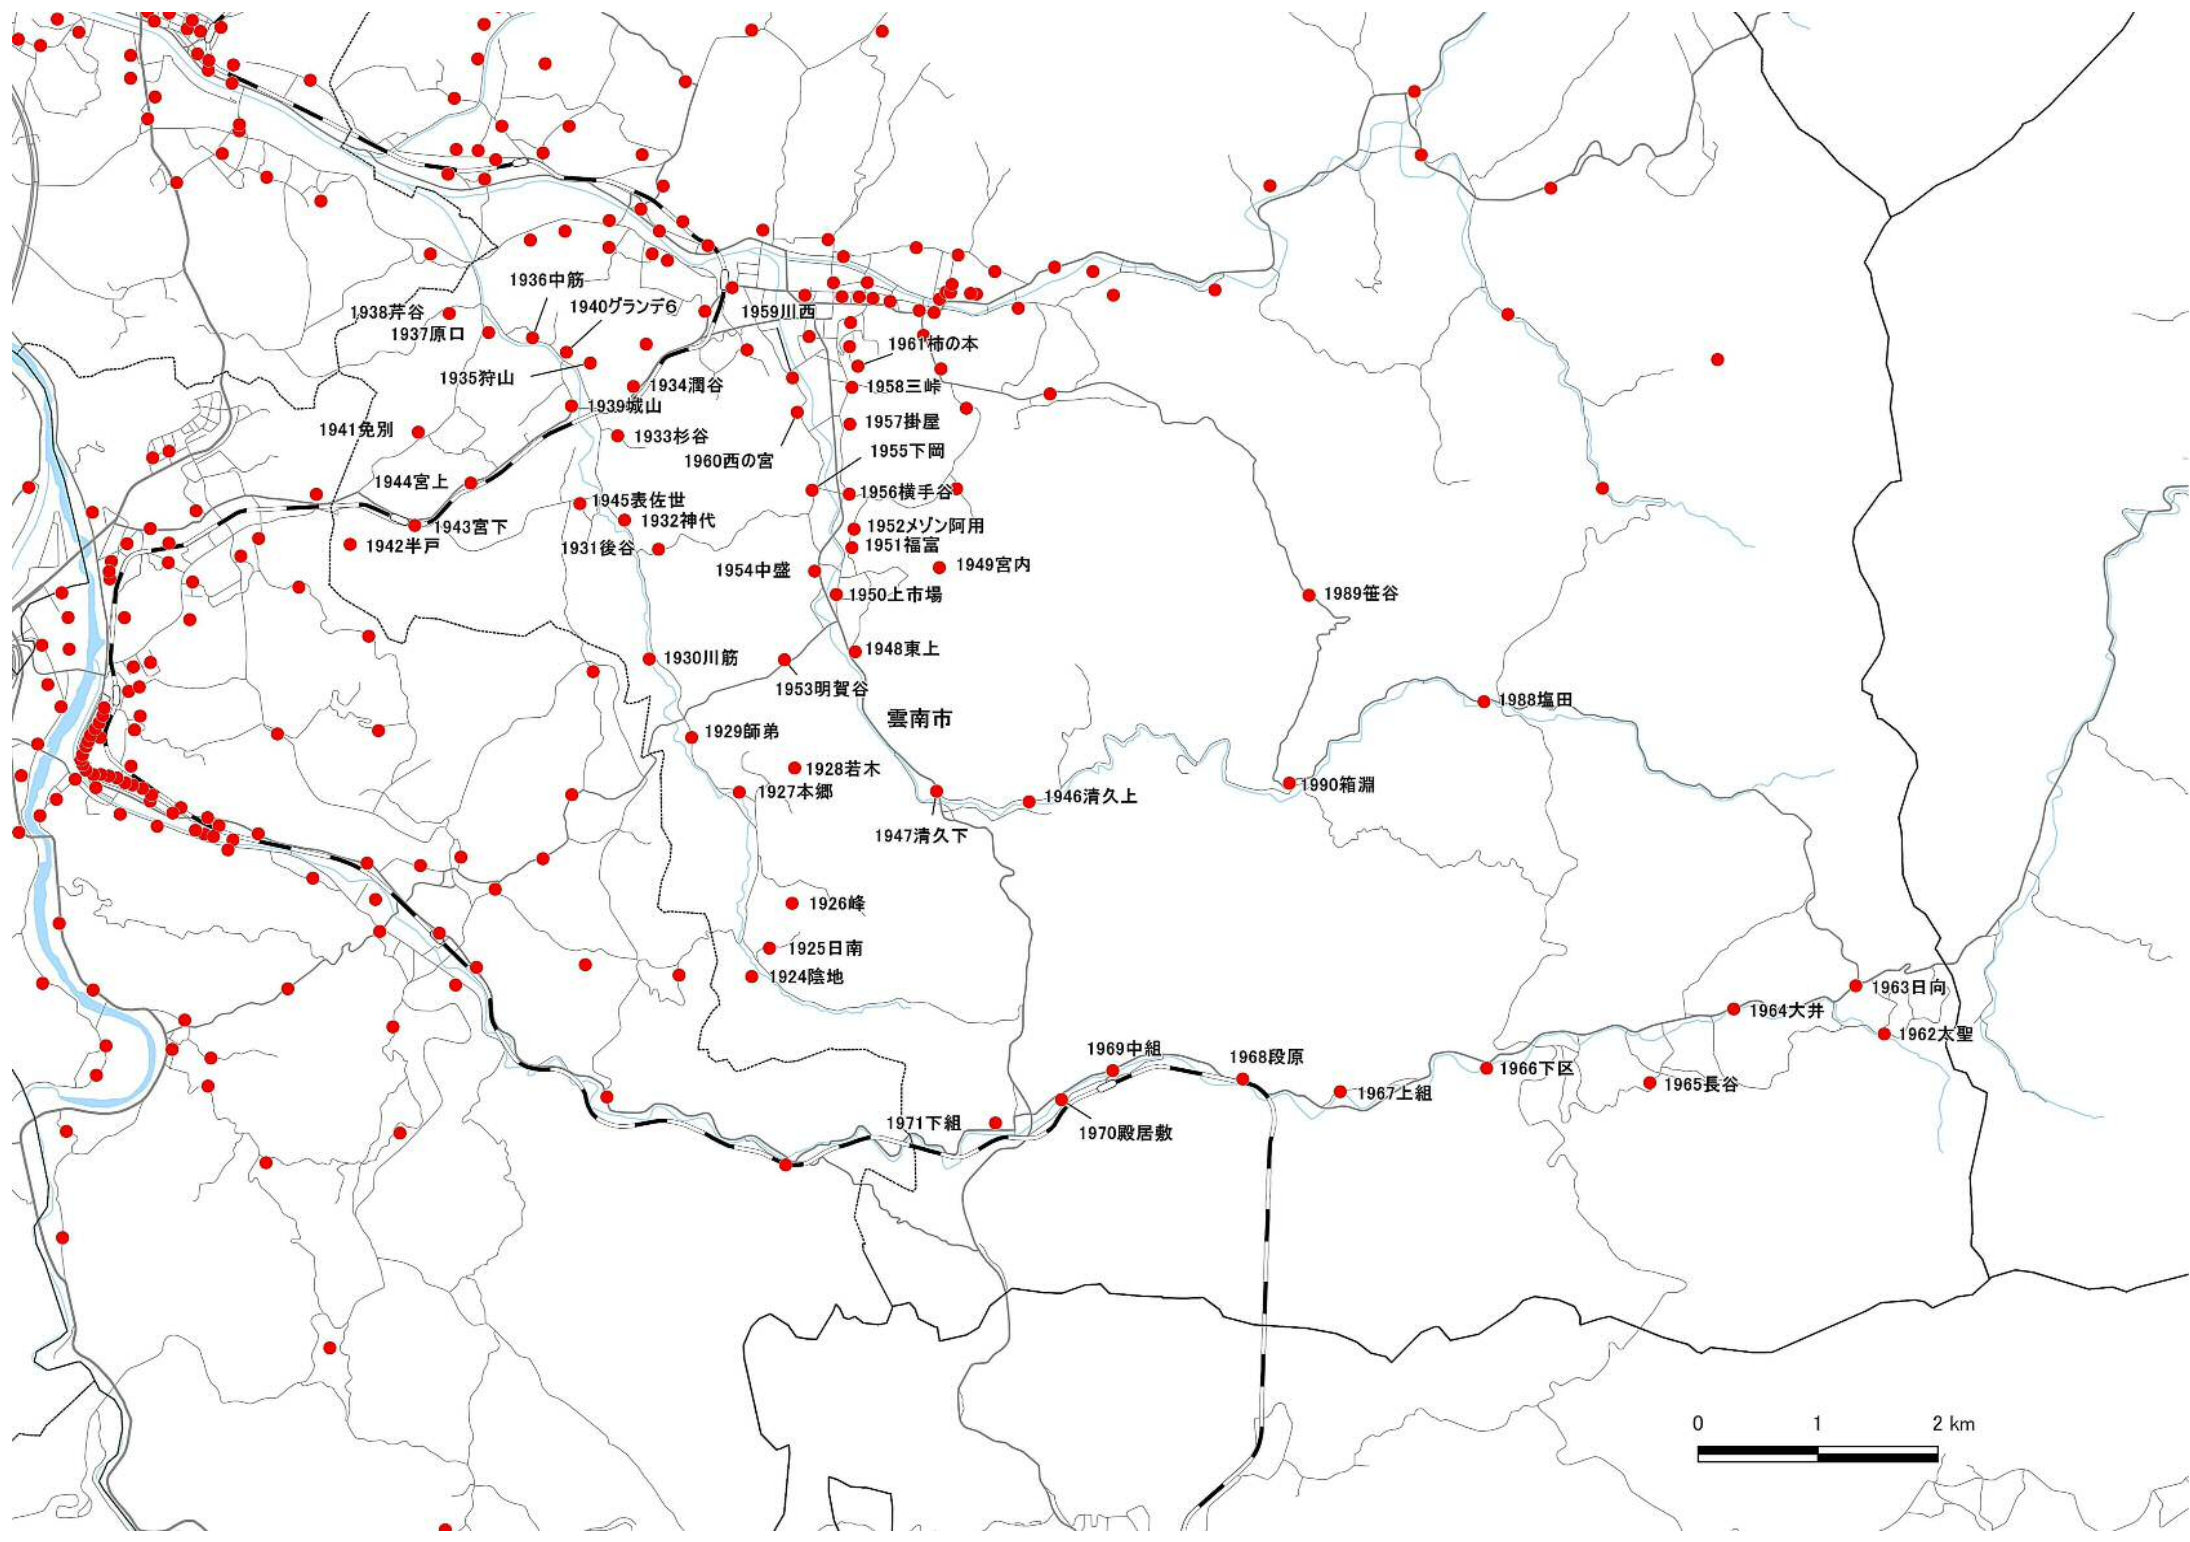 1936中筋
1940グランデ6
1938芹谷
1959川西
1937原口
1961柿の本
1935狩山
1934潤谷
1958三峠
1939城山
1957掛屋
1941免別
1933杉谷
1955下岡
1960西の宮
1944宮上
1956横手谷
1945表佐世
1932神代
1943宮下
1952メゾン阿用
1942半戸
1931後谷
1951福富
1954中盛
1949宮内
1950上市場
1989笹谷
1948東上
1930川筋
1953明賀谷
1988塩田
雲南市
1929師弟
1928若木
1927本郷
1990箱淵
1946清久上
1947清久下
1926峰
1925日南
1924陰地
1963日向
1964大井
1962太聖
1969中組
1968段原
1966下区
1965長谷
1967上組
1971下組
1970殿居敷
0 1 2 km